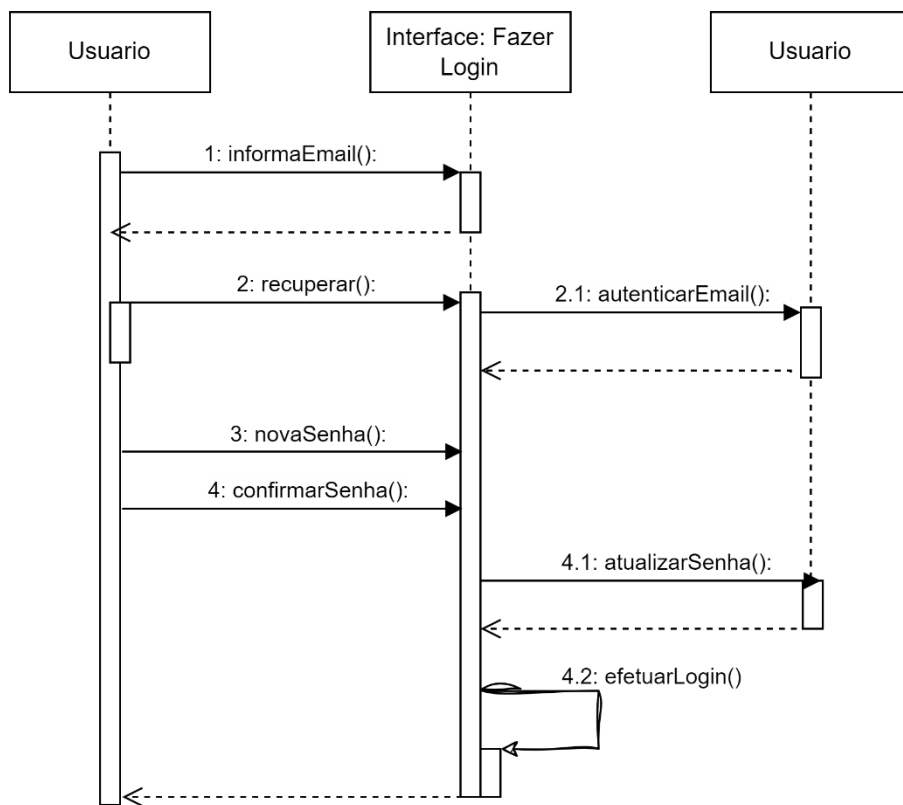 Usuario
Interface: Fazer
Login
Usuario
1: informaEmail():
2: recuperar():
2.1: autenticarEmail():
3: novaSenha():
4: confirmarSenha():
4.1: atualizarSenha():
4.2: efetuarLogin()